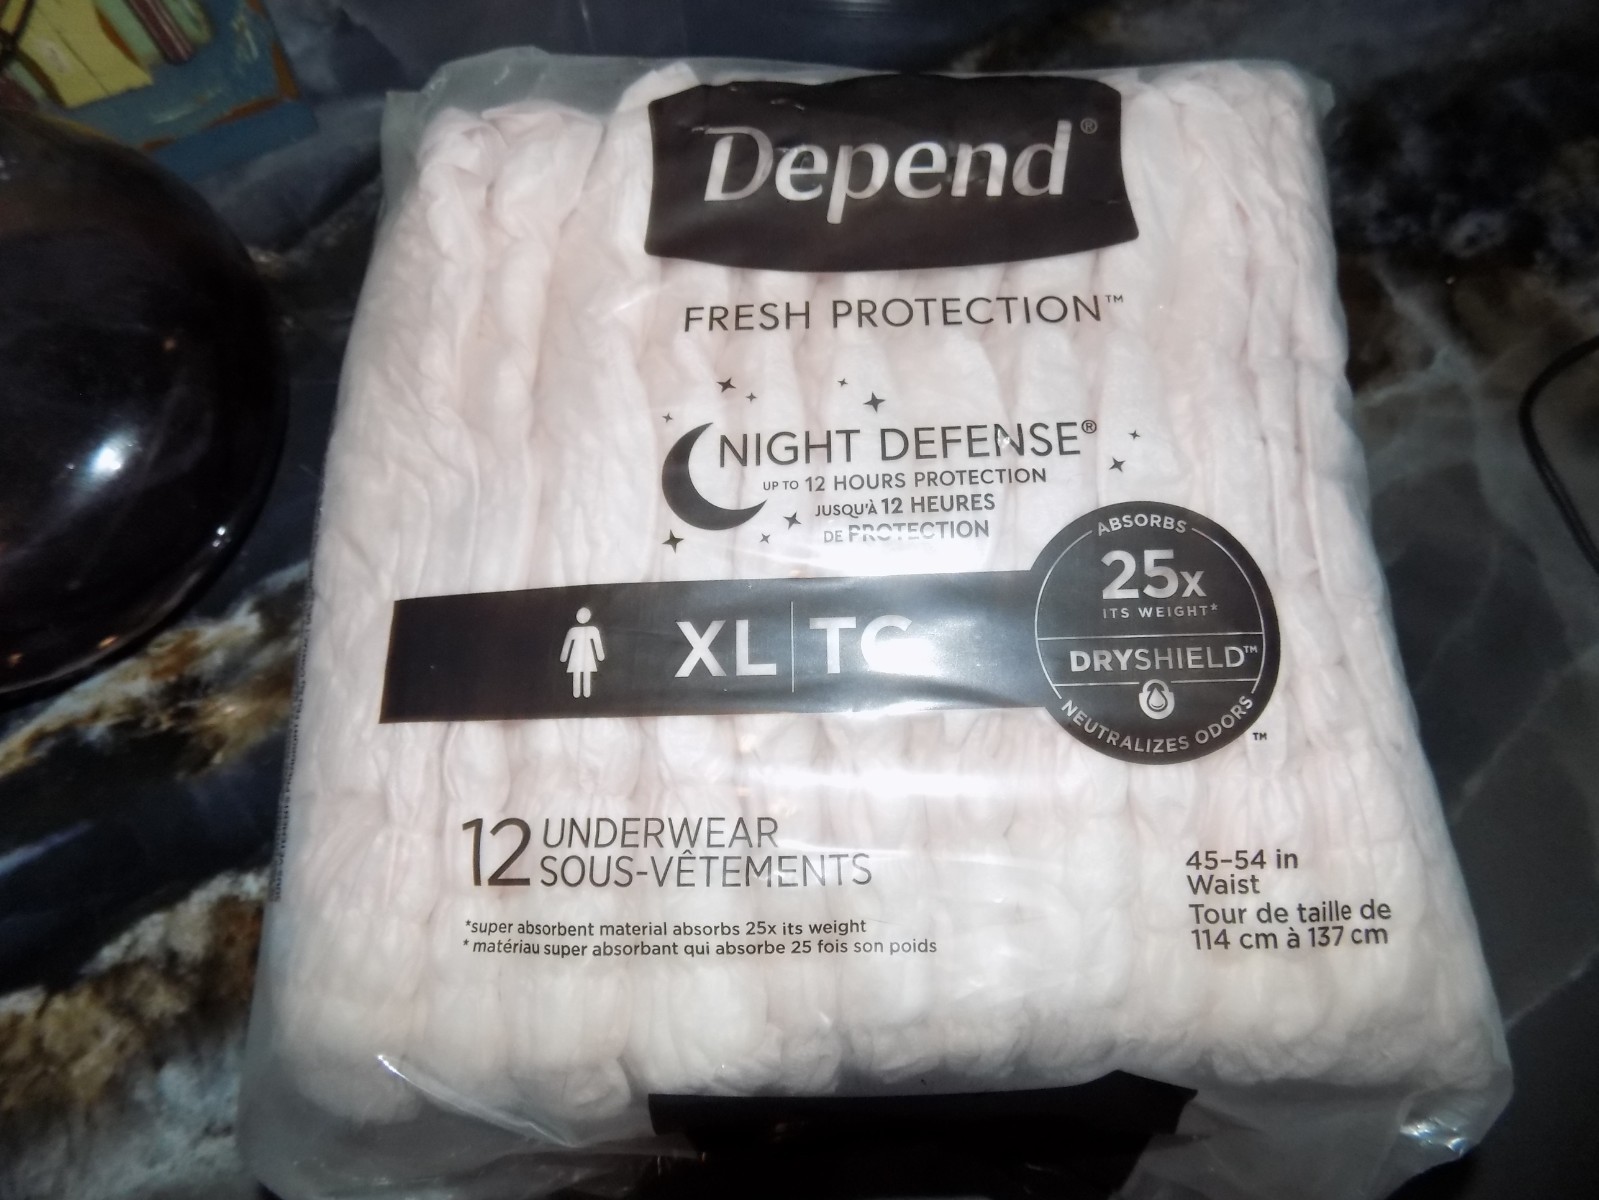 Depend®
FRESH PROTECTION™
NIGHT DEFENSE®
UP TO 12 HOURS PROTECTION
JUSQU'À 12 HEURES
DE PROTECTION
ABSORBS
25x
ITS WEIGHT*
XL TG
DRYSHIELD™
NEUTRALIZES ODORS™
12 UNDERWEAR
SOUS-VÊTEMENTS
45–54 in
Waist
Tour de taille de
114 cm à 137 cm
*super absorbent material absorbs 25x its weight
* matériau super absorbant qui absorbe 25 fois son poids